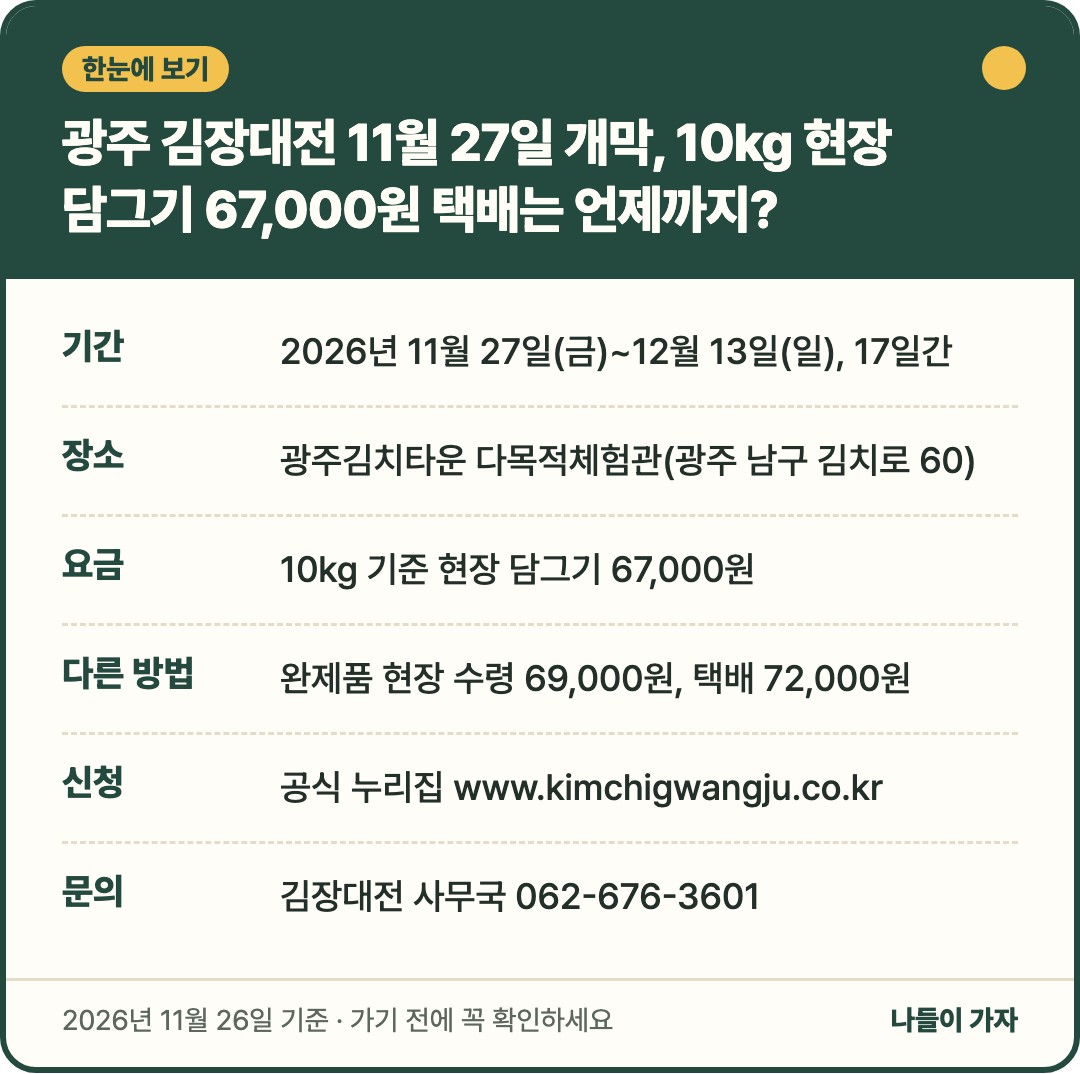 한눈에 보기
광주 김장대전 11월 27일 개막, 10kg 현장
담그기 67,000원 택배는 언제까지?
기간 2026년 11월 27일(금)~12월 13일(일), 17일간
장소 광주김치타운 다목적체험관(광주 남구 김치로 60)
요금 10kg 기준 현장 담그기 67,000원
다른 방법 완제품 현장 수령 69,000원, 택배 72,000원
신청 공식 누리집 www.kimchigwangju.co.kr
문의 김장대전 사무국 062-676-3601
2026년 11월 26일 기준 · 가기 전에 꼭 확인하세요 나들이 가자